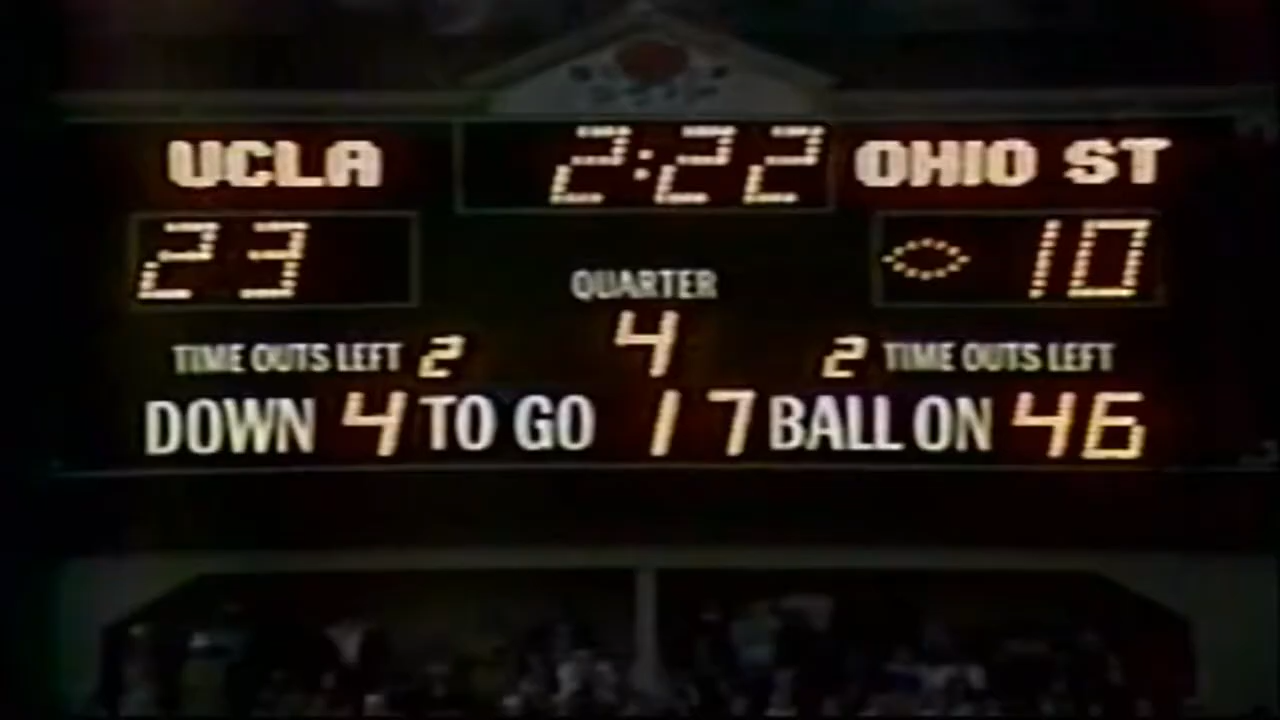 UCLA 2:22 OHIO ST
23 10
QUARTER
4
TIME OUTS LEFT 2 2 TIME OUTS LEFT
DOWN 4 TO GO 17 BALL ON 46